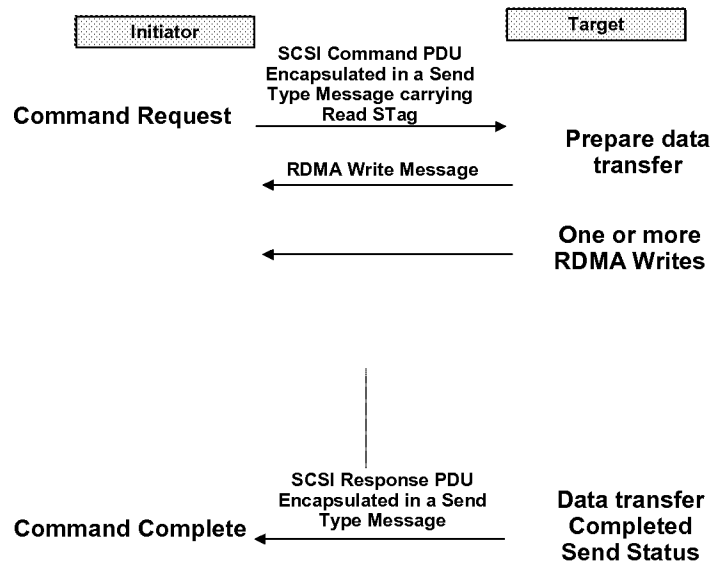 Initiator
Target
SCSI Command PDU
Encapsulated in a Send
Type Message carrying
Read STag
Command Request
Prepare data
transfer
RDMA Write Message
One or more
RDMA Writes
SCSI Response PDU
Encapsulated in a Send
Type Message
Command Complete
Data transfer
Completed
Send Status